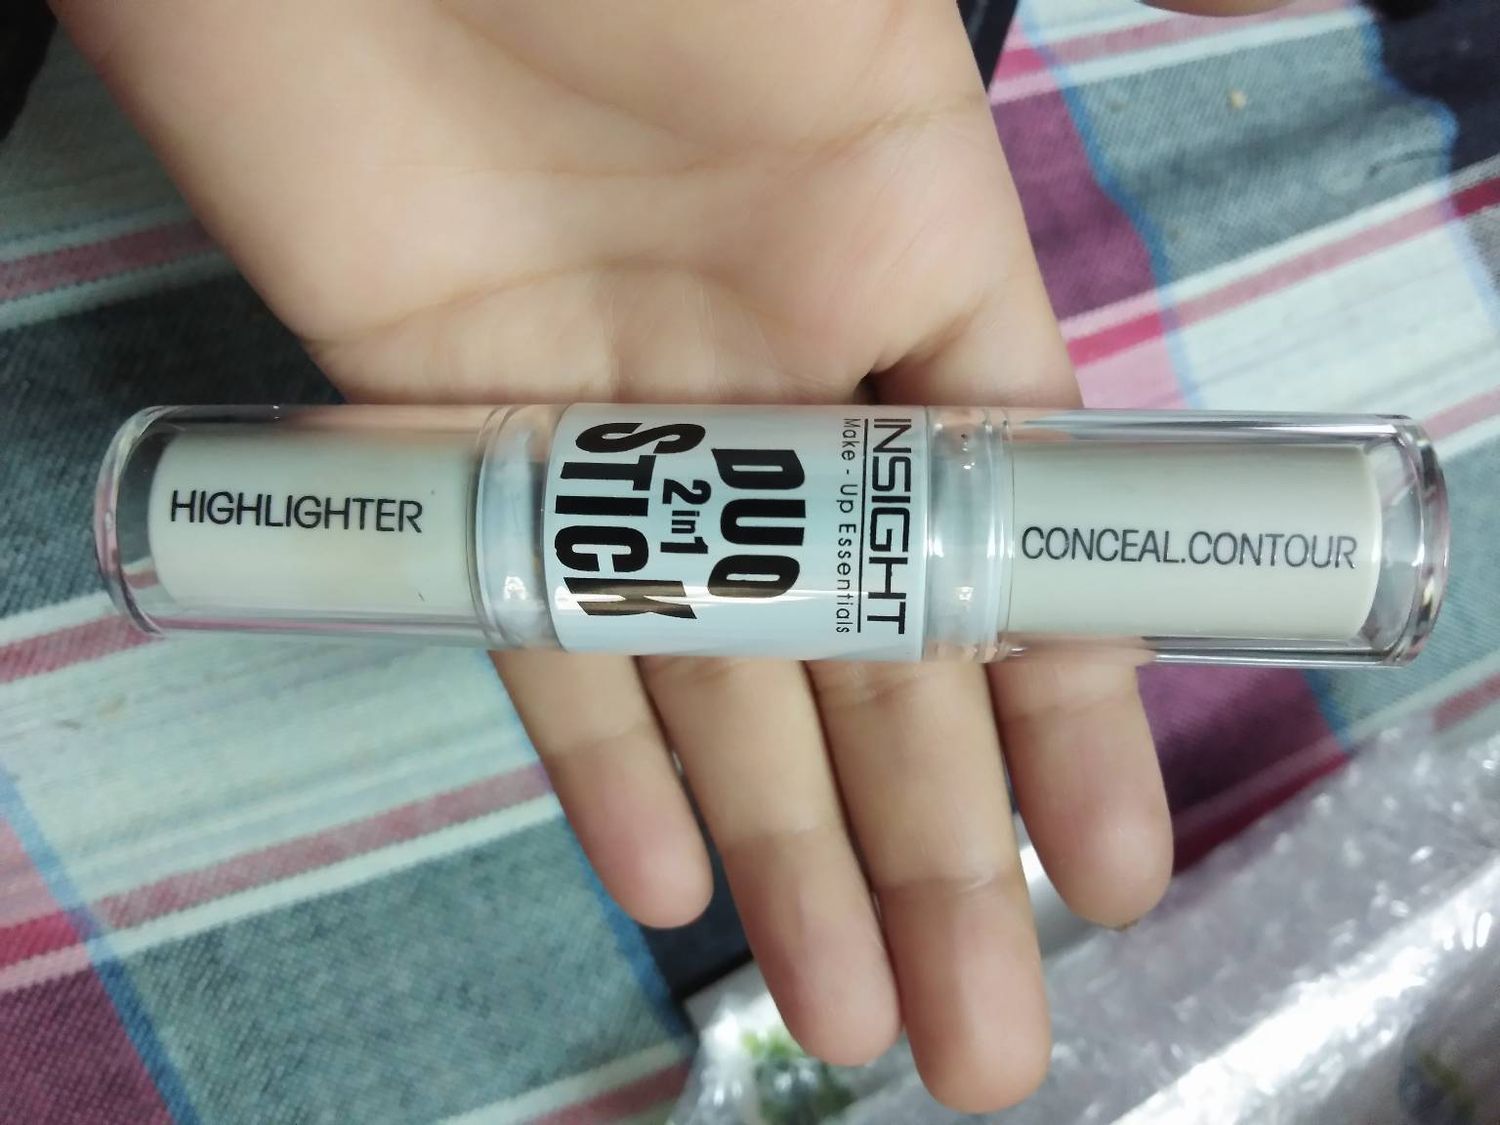 HIGHLIGHTER
INSIGHT
Make-Up Essentials
DUO
2 in 1
STICK
CONCEAL.CONTOUR